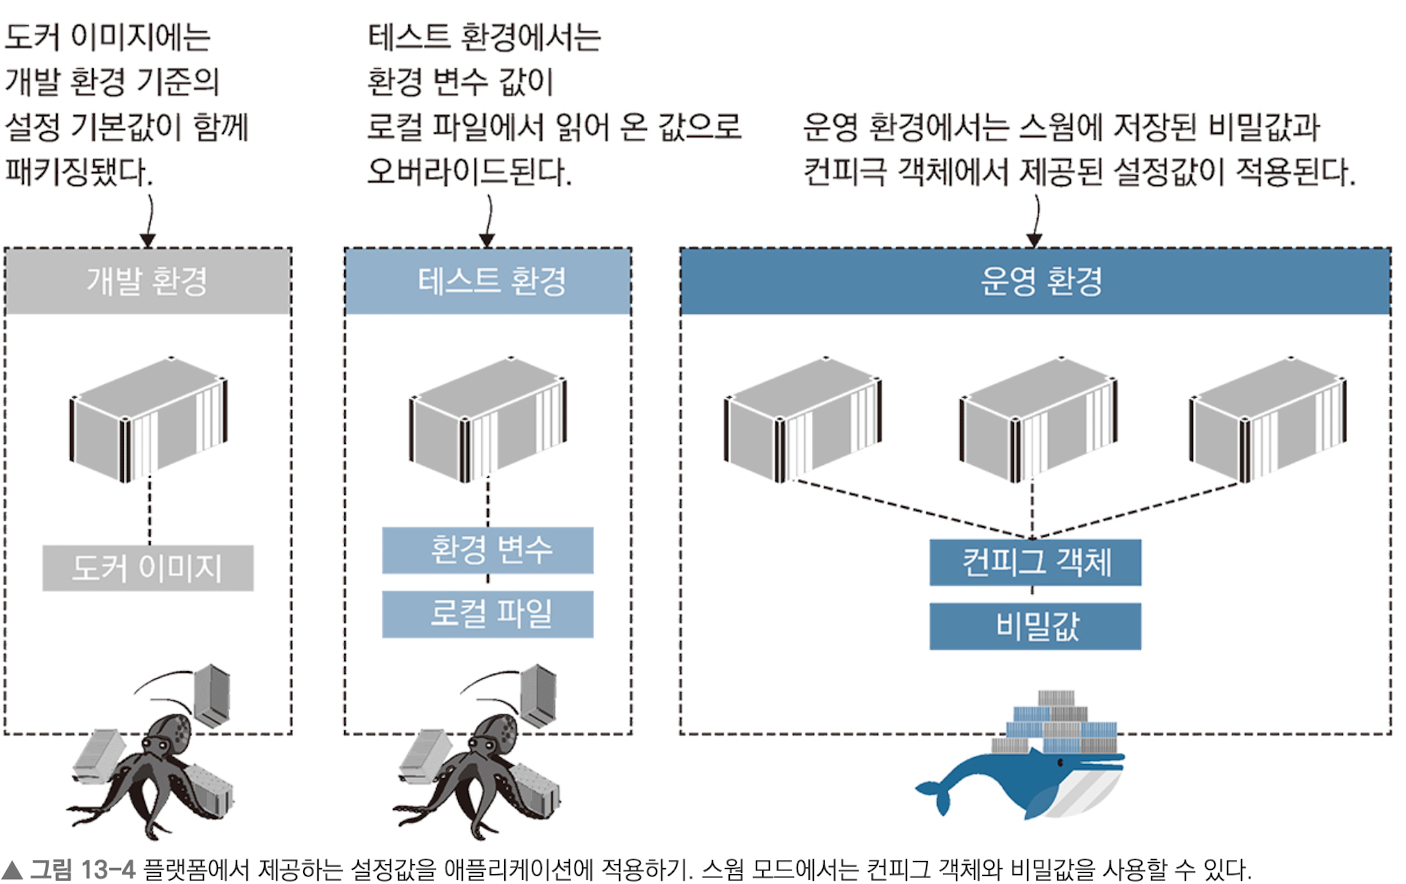 도커 이미지에는
개발 환경 기준의
설정 기본값이 함께
패키징됐다.
테스트 환경에서는
환경 변수 값이
로컬 파일에서 읽어 온 값으로
오버라이드된다.
운영 환경에서는 스웜에 저장된 비밀값과
컨피극 객체에서 제공된 설정값이 적용된다.
개발 환경
도커 이미지
테스트 환경
환경 변수
로컬 파일
운영 환경
컨피그 객체
비밀값
▲ 그림 13-4 플랫폼에서 제공하는 설정값을 애플리케이션에 적용하기. 스웜 모드에서는 컨피그 객체와 비밀값을 사용할 수 있다.